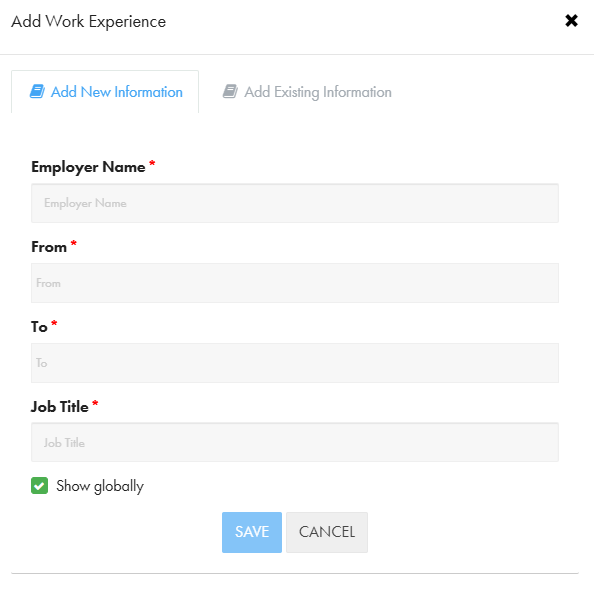 Add Work Experience
Add New Information
Add Existing Information
Employer Name *
Employer Name
From *
From
To *
To
Job Title *
Job Title
Show globally
SAVE
CANCEL